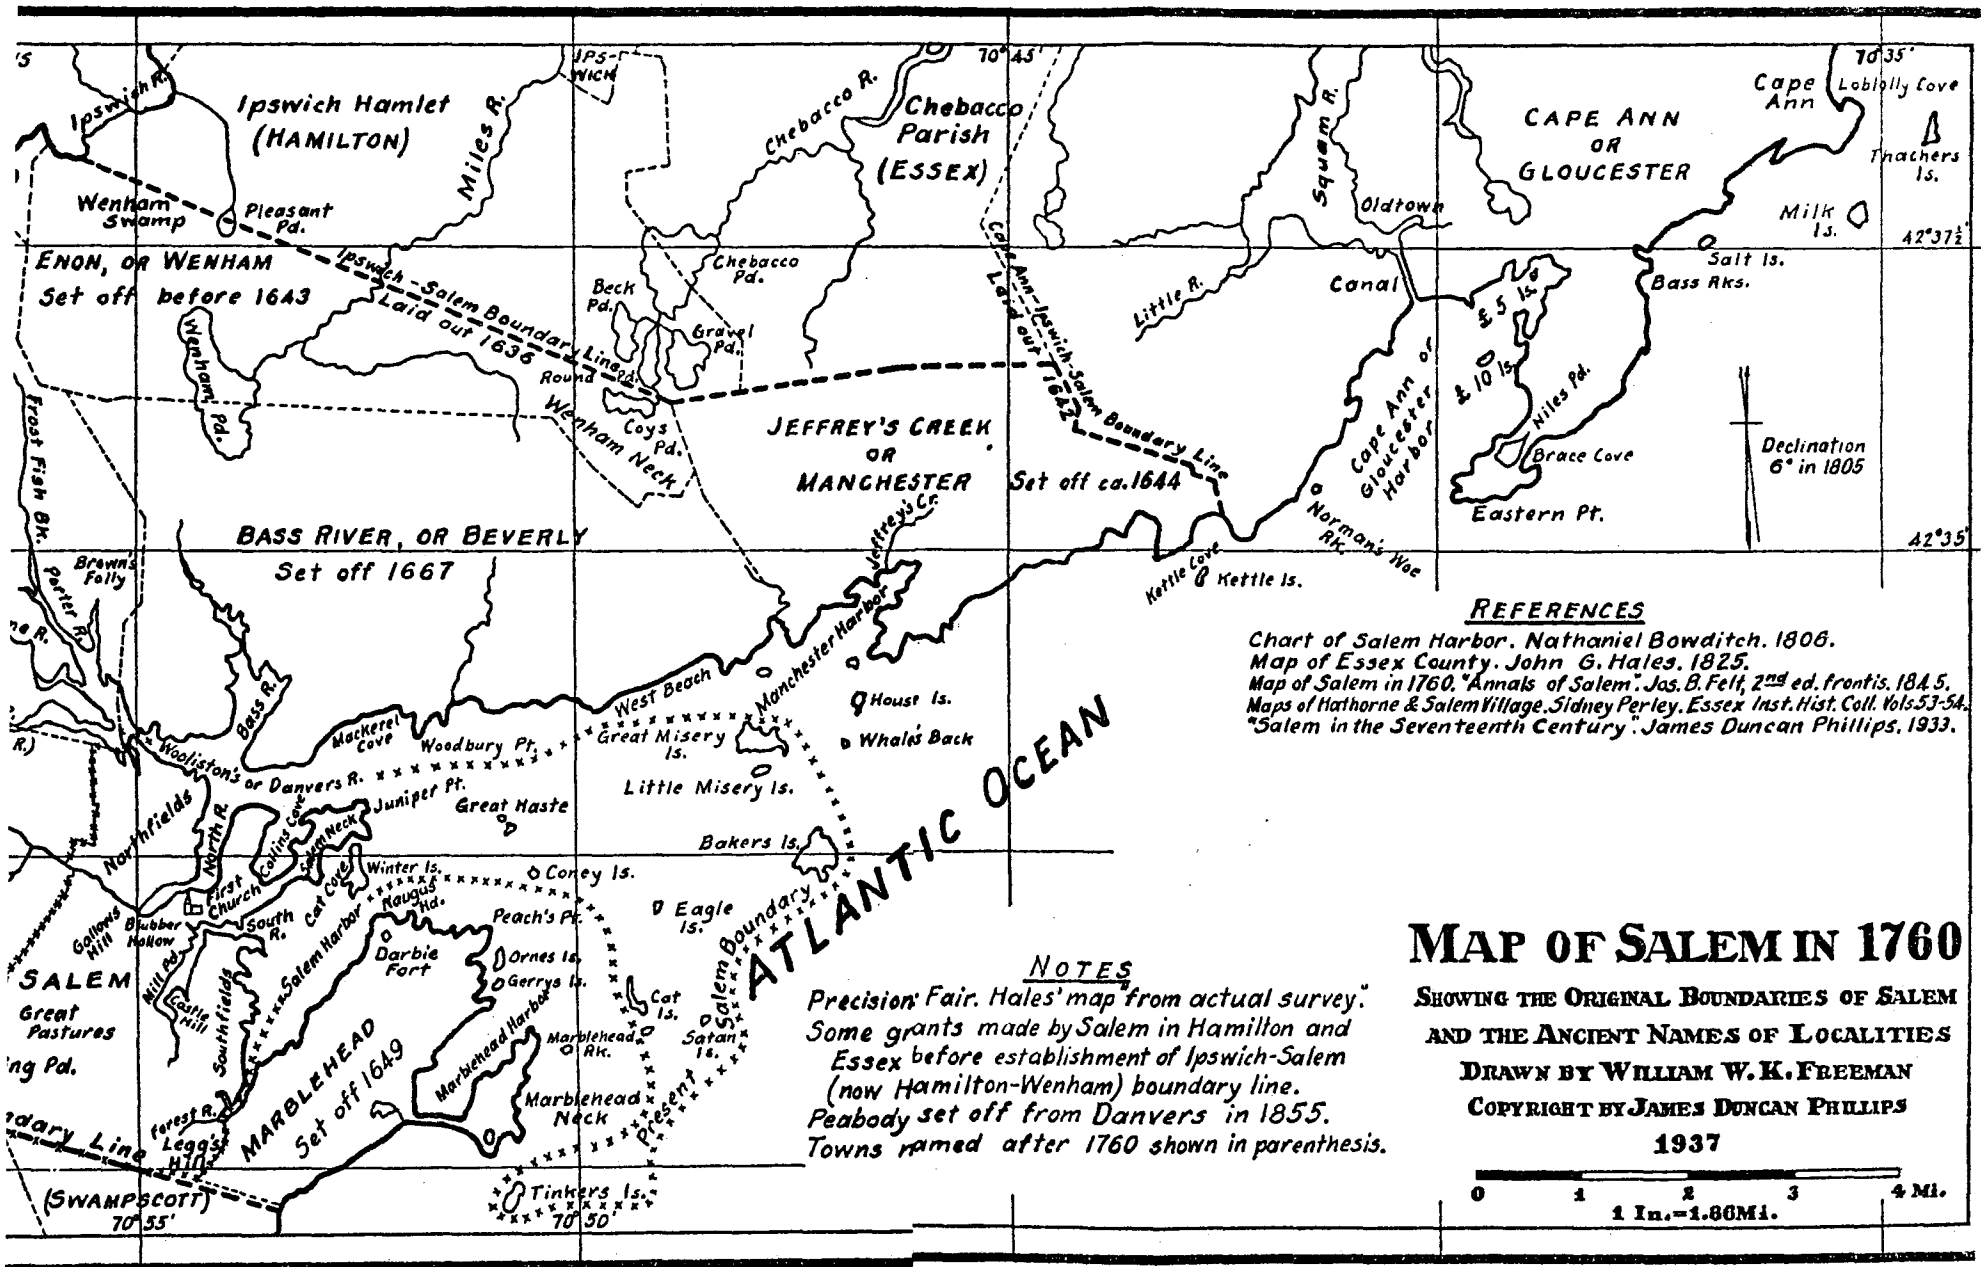 70°45'
70°35'
IPS-
WICH
Ipswich R.
Ipswich Hamlet
(HAMILTON)
Miles R.
Chebacco R.
Chebacco
Parish
(ESSEX)
Squam R.
CAPE ANN
OR
GLOUCESTER
Cape
Ann
Loblolly Cove
Thachers
Is.
Milk
Is.
Wenham
Swamp
Pleasant
Pd.
Oldtown
42°37½'
Salt Is.
Bass Rks.
ENON, OR WENHAM
Set off before 1643
Ipswich-Salem Boundary Line
Laid out 1636
Chebacco
Pd.
Beck
Pd.
Gravel
Pd.
Round Pd.
Cape Ann-Ipswich-Salem Boundary Line
Laid out 1642
Little R.
Canal
£5 Is.
£10 Is.
Niles Pd.
Brace Cove
Eastern Pt.
Cape Ann or
Gloucester
Harbor
Declination
6° in 1805
Wenham Pd.
Wenham Neck
Coys
Pd.
JEFFREY'S CREEK
OR
MANCHESTER
Set off ca. 1644
Norman's Woe
Rk.
Frost Fish Bk.
Brown's
Folly
Porter R.
BASS RIVER, OR BEVERLY
Set off 1667
Jeffrey's Cr.
Kettle Cove
Kettle Is.
42°35'
Manchester Harbor
REFERENCES
Chart of Salem Harbor. Nathaniel Bowditch. 1806.
Map of Essex County. John G. Hales. 1825.
Map of Salem in 1760. "Annals of Salem". Jos. B. Felt, 2nd ed. frontis. 1845.
Maps of Hathorne & Salem Village. Sidney Perley. Essex Inst. Hist. Coll. Vols. 53-54.
"Salem in the Seventeenth Century". James Duncan Phillips. 1933.
Bass R.
Mackerel
Cove
Woodbury Pt.
West Beach
Great Misery
Is.
House Is.
Whale's Back
Little Misery Is.
Wooliston's or Danvers R.
Juniper Pt.
Great Haste
Northfields
North R.
Collins Cove
Salem Neck
Bakers Is.
ATLANTIC OCEAN
First
Church
Cat Cove
Winter Is.
Naugus
Hd.
Coney Is.
Gallows
Hill
Blubber
Hollow
South
R.
Salem Harbor
Peach's Pt.
Eagle
Is.
Darbie
Fort
Ornes Is.
Gerrys Is.
SALEM
Great
Pastures
ng Pd.
Mill Pd.
Castle
Hill
Southfields
Cat
Is.
Satan
Is.
Present Salem Boundary
MARBLEHEAD
Set off 1649
Marblehead Harbor
Marblehead
Rk.
Marblehead
Neck
Forest R.
Legg's
Hill
dary Line
(SWAMPSCOTT)
Tinkers Is.
70°55'
70°50'
NOTES
Precision: Fair. Hales' map "from actual survey."
Some grants made by Salem in Hamilton and
Essex before establishment of Ipswich-Salem
(now Hamilton-Wenham) boundary line.
Peabody set off from Danvers in 1855.
Towns named after 1760 shown in parenthesis.
MAP OF SALEM IN 1760
SHOWING THE ORIGINAL BOUNDARIES OF SALEM
AND THE ANCIENT NAMES OF LOCALITIES
DRAWN BY WILLIAM W. K. FREEMAN
COPYRIGHT BY JAMES DUNCAN PHILLIPS
1937
0 1 2 3 4 Mi.
1 In.=1.86Mi.